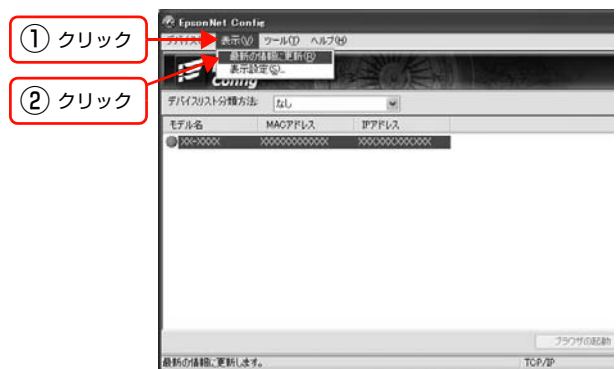 EpsonNet Config
① クリック
デバイス 表示(V) ツール(T) ヘルプ(H)
最新の情報に更新(R)
表示設定(S)...
Config
② クリック
デバイスリスト分類方法: なし
モデル名 MACアドレス IPアドレス
XX-XXXX XXXXXXXXXXXX XXXXXXXXXXXX
ブラウザの起動
最新の情報に更新します。 TCP/IP